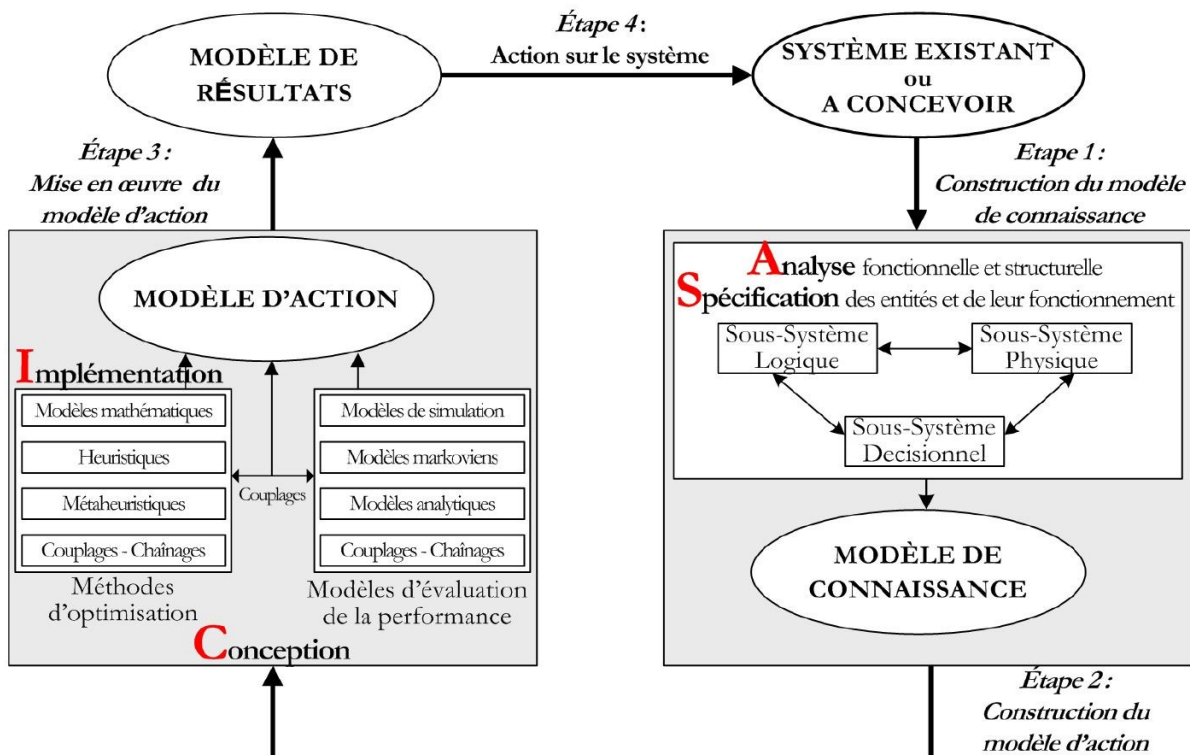 Étape 4 :
Action sur le système
MODÈLE DE
RÉSULTATS
SYSTÈME EXISTANT
ou
A CONCEVOIR
Étape 3 :
Mise en œuvre du
modèle d'action
Etape 1 :
Construction du modèle
de connaissance
MODÈLE D'ACTION
Implémentation
Modèles mathématiques
Heuristiques
Métaheuristiques
Couplages - Chaînages
Méthodes
d'optimisation
Couplages
Modèles de simulation
Modèles markoviens
Modèles analytiques
Couplages - Chaînages
Modèles d'évaluation
de la performance
Conception
Analyse fonctionnelle et structurelle
Spécification des entités et de leur fonctionnement
Sous-Système
Logique
Sous-Système
Physique
Sous-Système
Decisionnel
MODÈLE DE
CONNAISSANCE
Étape 2 :
Construction du
modèle d'action